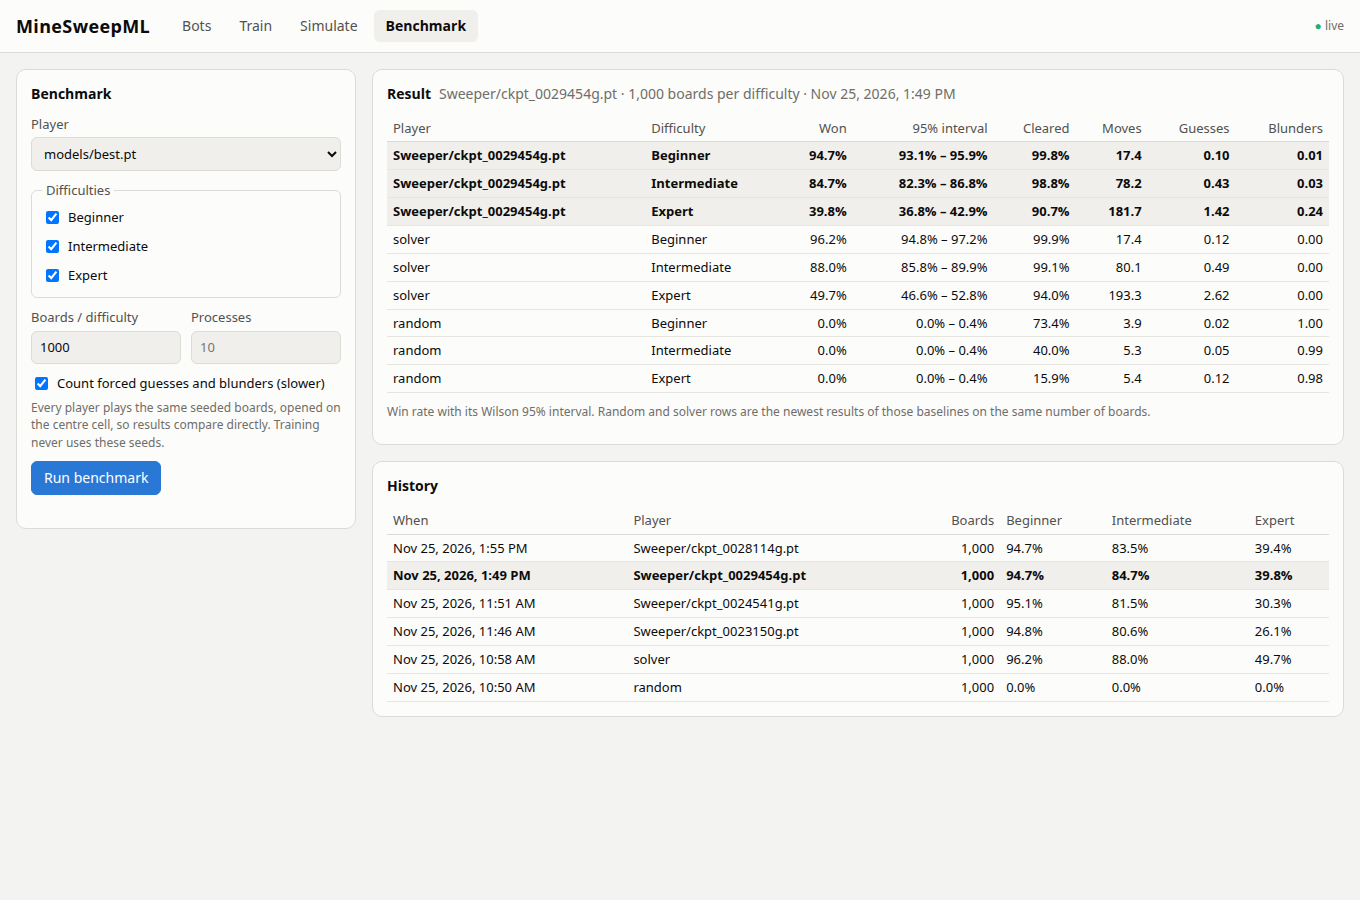 MineSweepML Bots Train Simulate Benchmark ● live
Benchmark
Player
models/best.pt
Difficulties
Beginner
Intermediate
Expert
Boards / difficulty Processes
1000 10
Count forced guesses and blunders (slower)
Every player plays the same seeded boards, opened on
the centre cell, so results compare directly. Training
never uses these seeds.
Run benchmark
Result Sweeper/ckpt_0029454g.pt · 1,000 boards per difficulty · Nov 25, 2026, 1:49 PM
Player Difficulty Won 95% interval Cleared Moves Guesses Blunders
Sweeper/ckpt_0029454g.pt Beginner 94.7% 93.1% – 95.9% 99.8% 17.4 0.10 0.01
Sweeper/ckpt_0029454g.pt Intermediate 84.7% 82.3% – 86.8% 98.8% 78.2 0.43 0.03
Sweeper/ckpt_0029454g.pt Expert 39.8% 36.8% – 42.9% 90.7% 181.7 1.42 0.24
solver Beginner 96.2% 94.8% – 97.2% 99.9% 17.4 0.12 0.00
solver Intermediate 88.0% 85.8% – 89.9% 99.1% 80.1 0.49 0.00
solver Expert 49.7% 46.6% – 52.8% 94.0% 193.3 2.62 0.00
random Beginner 0.0% 0.0% – 0.4% 73.4% 3.9 0.02 1.00
random Intermediate 0.0% 0.0% – 0.4% 40.0% 5.3 0.05 0.99
random Expert 0.0% 0.0% – 0.4% 15.9% 5.4 0.12 0.98
Win rate with its Wilson 95% interval. Random and solver rows are the newest results of those baselines on the same number of boards.
History
When Player Boards Beginner Intermediate Expert
Nov 25, 2026, 1:55 PM Sweeper/ckpt_0028114g.pt 1,000 94.7% 83.5% 39.4%
Nov 25, 2026, 1:49 PM Sweeper/ckpt_0029454g.pt 1,000 94.7% 84.7% 39.8%
Nov 25, 2026, 11:51 AM Sweeper/ckpt_0024541g.pt 1,000 95.1% 81.5% 30.3%
Nov 25, 2026, 11:46 AM Sweeper/ckpt_0023150g.pt 1,000 94.8% 80.6% 26.1%
Nov 25, 2026, 10:58 AM solver 1,000 96.2% 88.0% 49.7%
Nov 25, 2026, 10:50 AM random 1,000 0.0% 0.0% 0.0%